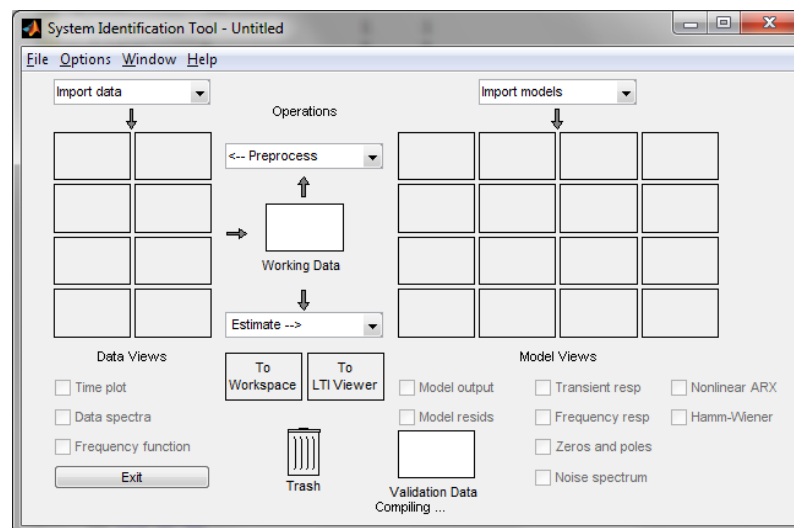 System Identification Tool - Untitled
File Options Window Help
Import data
Import models
Operations
<-- Preprocess
Working Data
Estimate -->
Data Views
Model Views
To
Workspace
To
LTI Viewer
Time plot
Data spectra
Frequency function
Exit
Trash
Model output
Model resids
Transient resp
Frequency resp
Zeros and poles
Noise spectrum
Nonlinear ARX
Hamm-Wiener
Validation Data
Compiling ...